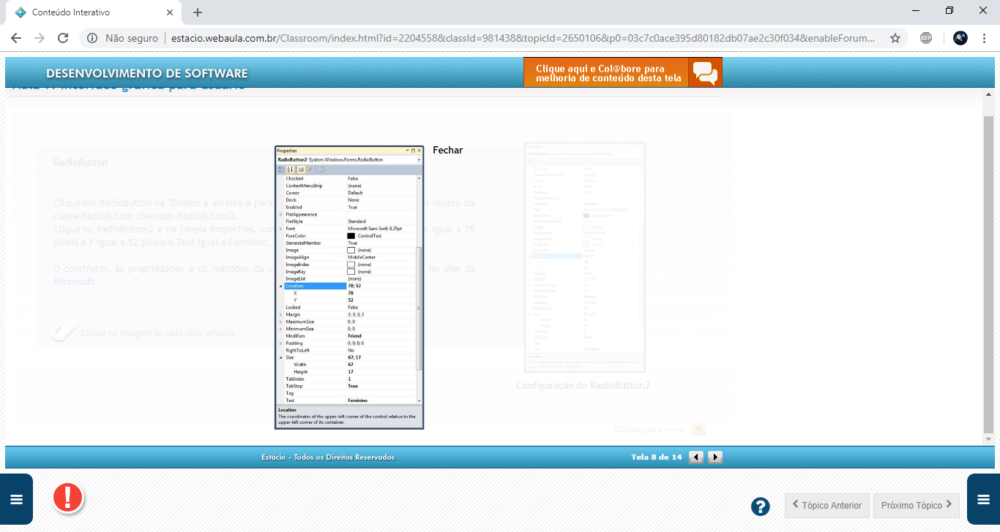 Conteúdo Interativo
Não seguro
estacio.webaula.com.br/Classroom/index.html?id=2204558&classId=981438&topicId=2650106&p0=03c7c0ace395d80182db07ae2c30f034&enableForum...
ABP
DESENVOLVIMENTO DE SOFTWARE
Clique aqui e Col@bore para
melhoria de conteúdo desta tela
Aula 9: Interface gráfica para usuário
RadioButton
Clique em RadioButton na Toolbox e arraste-a para
objeto da
classe RadioButton chamado RadioButton2.
Clique no RadioButton2 e na janela Properties,
X igual a 78
pixels e Y igual a 52 pixels e Text igual a Feminino,
O construtor, as propriedades e os métodos da
no site da
Microsoft.
Clique na imagem ao lado para ampliar.
Properties
RadioButton2 System.Windows.Forms.RadioButton
Checked False
ContextMenuStrip (none)
Cursor Default
Dock None
Enabled True
FlatAppearance
FlatStyle Standard
Font Microsoft Sans Serif; 8,25pt
ForeColor ControlText
GenerateMember True
Image (none)
ImageAlign MiddleCenter
ImageIndex (none)
ImageKey (none)
ImageList (none)
Location 78; 52
X 78
Y 52
Locked False
Margin 3; 3; 3; 3
MaximumSize 0; 0
MinimumSize 0; 0
Modifiers Friend
Padding 0; 0; 0; 0
RightToLeft No
Size 67; 17
Width 67
Height 17
TabIndex 1
TabStop True
Tag
Text Feminino
Location
The coordinates of the upper-left corner of the control relative to the
upper-left corner of its container.
Fechar
Configuração do RadioButton2
Clique para rever
Estácio - Todos os Direitos Reservados
Tela 8 de 14
Tópico Anterior
Próximo Tópico